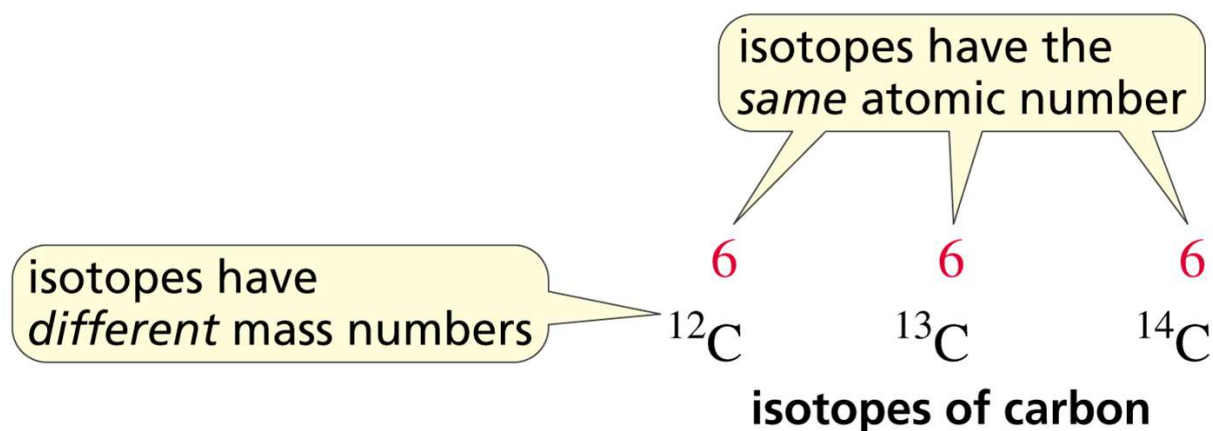 isotopes have the
same atomic number
isotopes have
different mass numbers
6 6 6
¹²C ¹³C ¹⁴C
isotopes of carbon